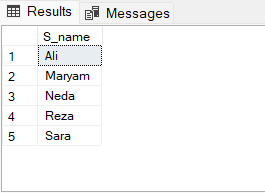 Results Messages
S_name
1 Ali
2 Maryam
3 Neda
4 Reza
5 Sara